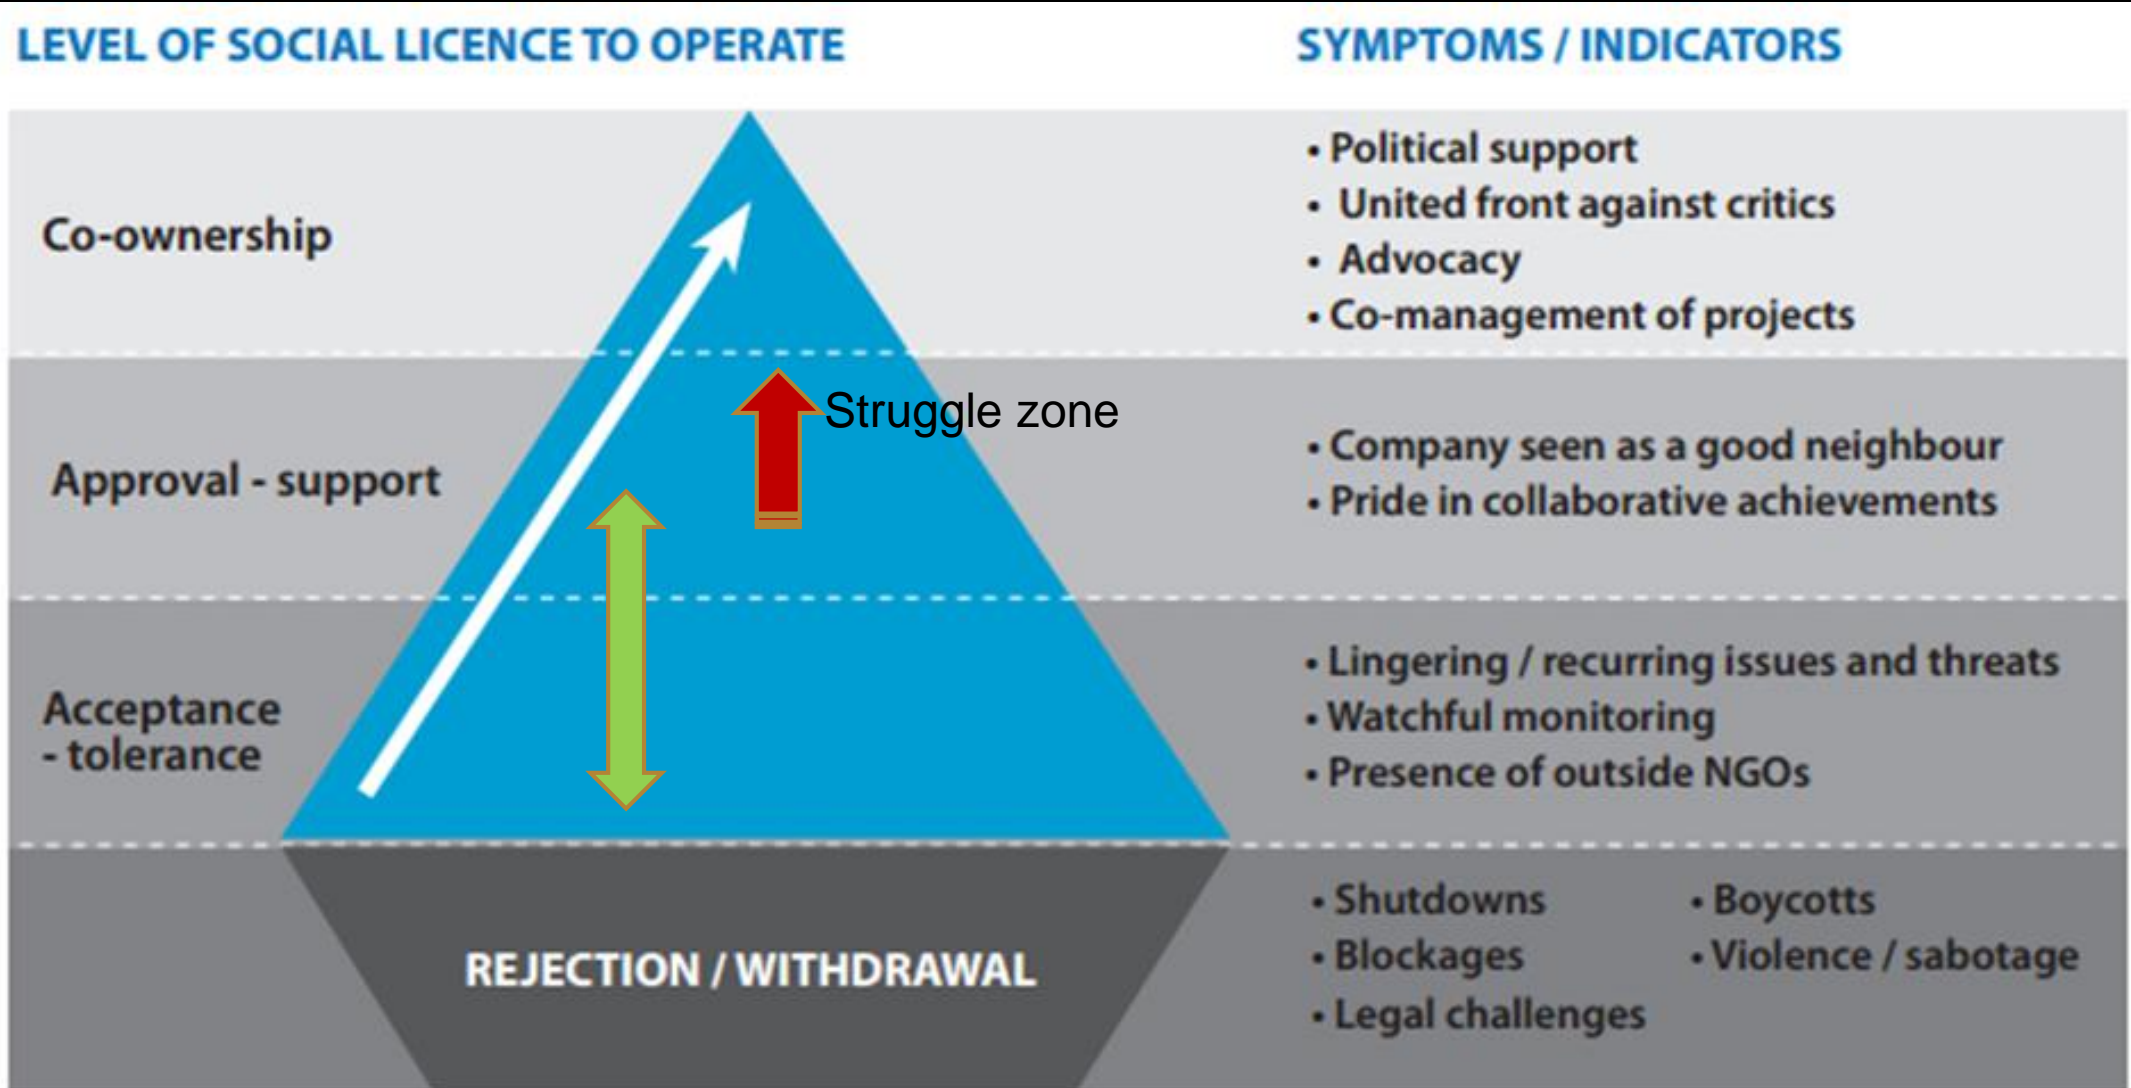 LEVEL OF SOCIAL LICENCE TO OPERATE
SYMPTOMS / INDICATORS
Co-ownership
• Political support
• United front against critics
• Advocacy
• Co-management of projects
Struggle zone
Approval - support
• Company seen as a good neighbour
• Pride in collaborative achievements
Acceptance
- tolerance
• Lingering / recurring issues and threats
• Watchful monitoring
• Presence of outside NGOs
REJECTION / WITHDRAWAL
• Shutdowns
• Blockages
• Legal challenges
• Boycotts
• Violence / sabotage